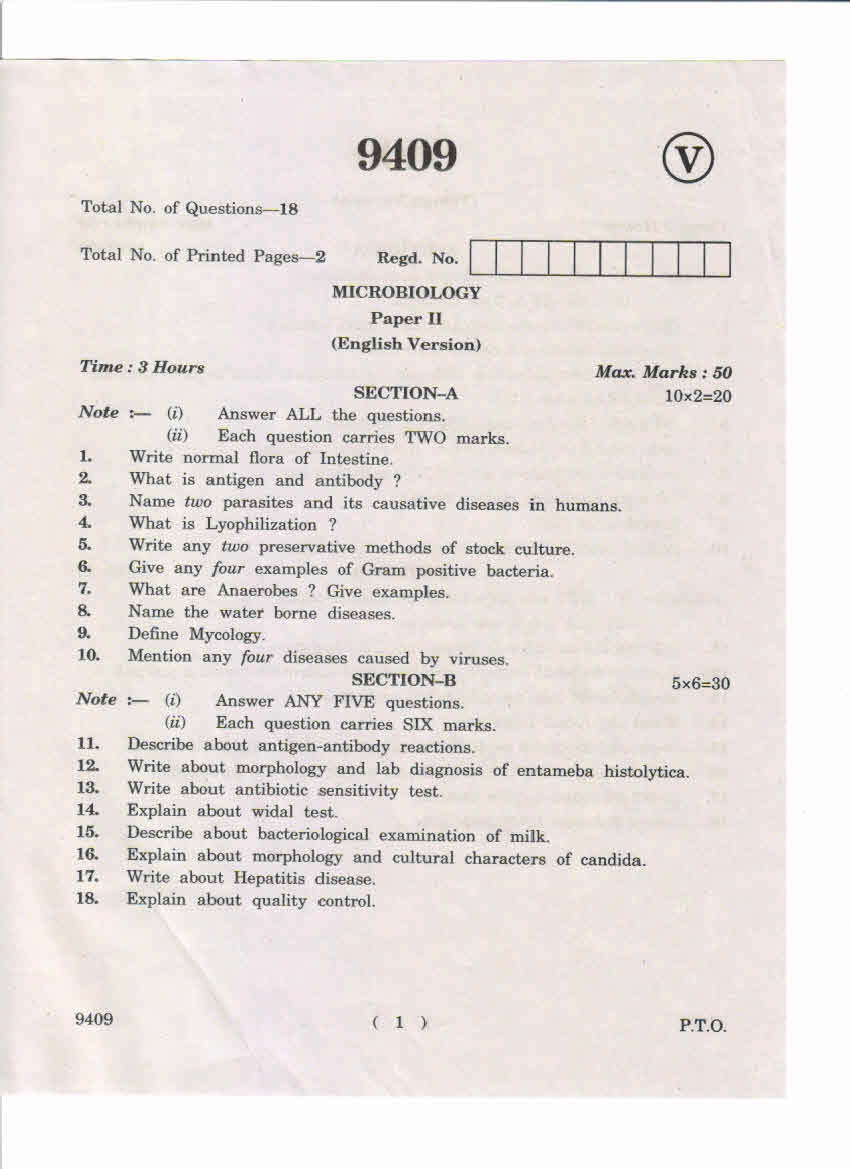 9409
V
Total No. of Questions—18
Total No. of Printed Pages—2 Regd. No.
MICROBIOLOGY
Paper II
(English Version)
Time : 3 Hours Max. Marks : 50
SECTION–A 10×2=20
Note :— (i) Answer ALL the questions.
(ii) Each question carries TWO marks.
1. Write normal flora of Intestine.
2. What is antigen and antibody ?
3. Name two parasites and its causative diseases in humans.
4. What is Lyophilization ?
5. Write any two preservative methods of stock culture.
6. Give any four examples of Gram positive bacteria.
7. What are Anaerobes ? Give examples.
8. Name the water borne diseases.
9. Define Mycology.
10. Mention any four diseases caused by viruses.
SECTION–B 5×6=30
Note :— (i) Answer ANY FIVE questions.
(ii) Each question carries SIX marks.
11. Describe about antigen-antibody reactions.
12. Write about morphology and lab diagnosis of entameba histolytica.
13. Write about antibiotic sensitivity test.
14. Explain about widal test.
15. Describe about bacteriological examination of milk.
16. Explain about morphology and cultural characters of candida.
17. Write about Hepatitis disease.
18. Explain about quality control.
9409 ( 1 ) P.T.O.